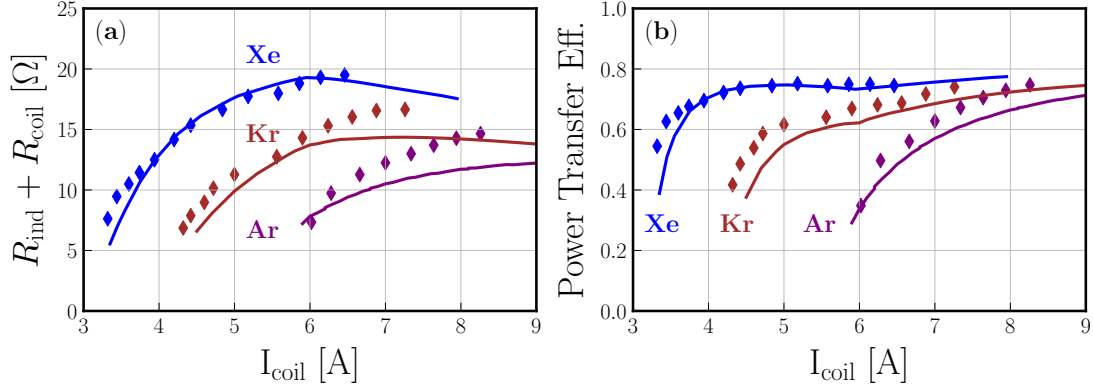 (a)
Xe
Kr
Ar
R_ind + R_coil [Ω]
0
5
10
15
20
25
3 4 5 6 7 8 9
I_coil [A]
(b)
Xe
Kr
Ar
Power Transfer Eff.
0.0
0.2
0.4
0.6
0.8
1.0
3 4 5 6 7 8 9
I_coil [A]